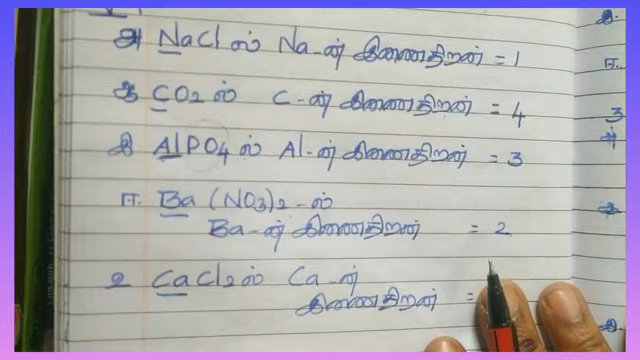 அ NaCl ல் Na-ன் இணைதிறன் = 1
ஆ CO2 ல் C-ன் இணைதிறன் = 4
இ AlPO4 ல் Al-ன் இணைதிறன் = 3
ஈ. Ba (NO3)2-ல்
Ba-ன் இணைதிறன் = 2
உ CaCl2 ல் Ca-ன்
இணைதிறன் =